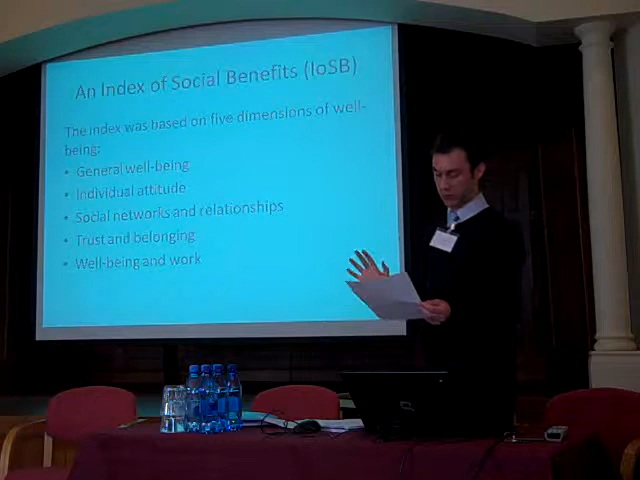 An Index of Social Benefits (IoSB)
The index was based on five dimensions of well-
being:
• General well-being
• Individual attitude
• Social networks and relationships
• Trust and belonging
• Well-being and work